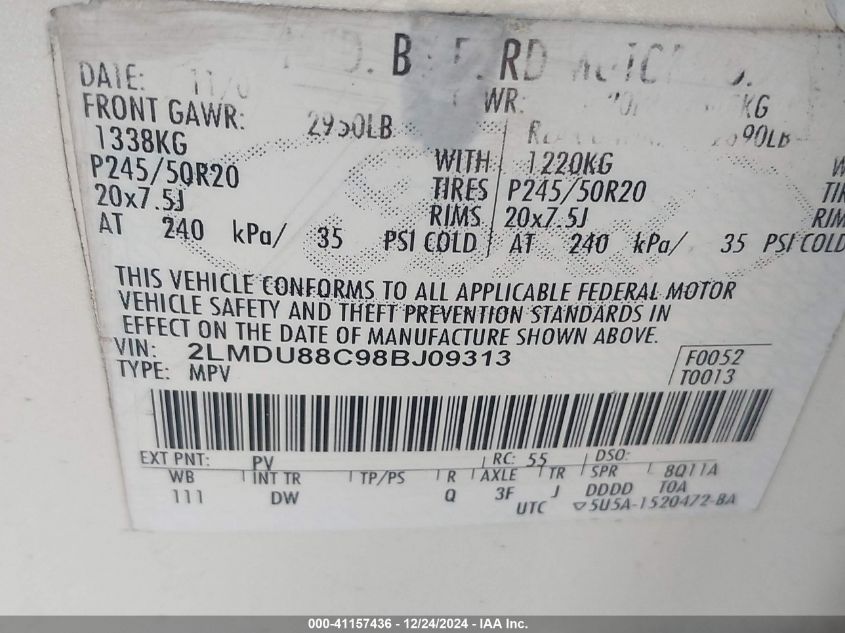 DATE: 11/0
FRONT GAWR: 2950LB
1338KG WITH 1220KG
P245/50R20 TIRES P245/50R20
20x7.5J RIMS 20x7.5J RIM
AT 240 kPa/ 35 PSI COLD AT 240 kPa/ 35 PSI COLD
THIS VEHICLE CONFORMS TO ALL APPLICABLE FEDERAL MOTOR
VEHICLE SAFETY AND THEFT PREVENTION STANDARDS IN
EFFECT ON THE DATE OF MANUFACTURE SHOWN ABOVE.
VIN: 2LMDU88C98BJ09313 F0052
TYPE: MPV T0013
EXT PNT: PV RC: 55 DSO:
WB INT TR TP/PS R AXLE TR SPR 8Q11A
111 DW Q 3F J DDDD T0A
UTC ▽5U5A-1520472-BA
000-41157436 - 12/24/2024 - IAA Inc.